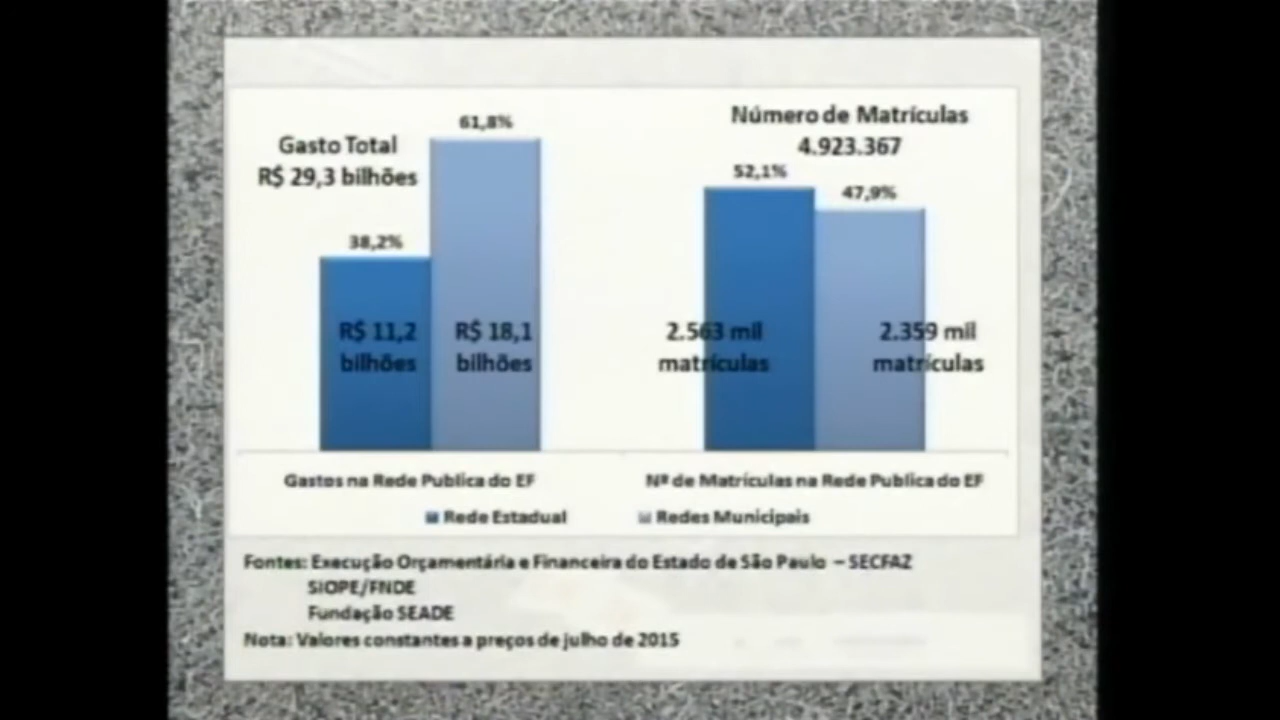 Gasto Total
R$ 29,3 bilhões
61,8%
38,2%
R$ 11,2
bilhões
R$ 18,1
bilhões
Número de Matrículas
4.923.367
52,1%
47,9%
2.563 mil
matrículas
2.359 mil
matrículas
Gastos na Rede Publica do EF
Nº de Matrículas na Rede Publica do EF
Rede Estadual
Redes Municipais
Fontes: Execução Orçamentária e Financeira do Estado de São Paulo – SECFAZ
SIOPE/FNDE
Fundação SEADE
Nota: Valores constantes a preços de julho de 2015